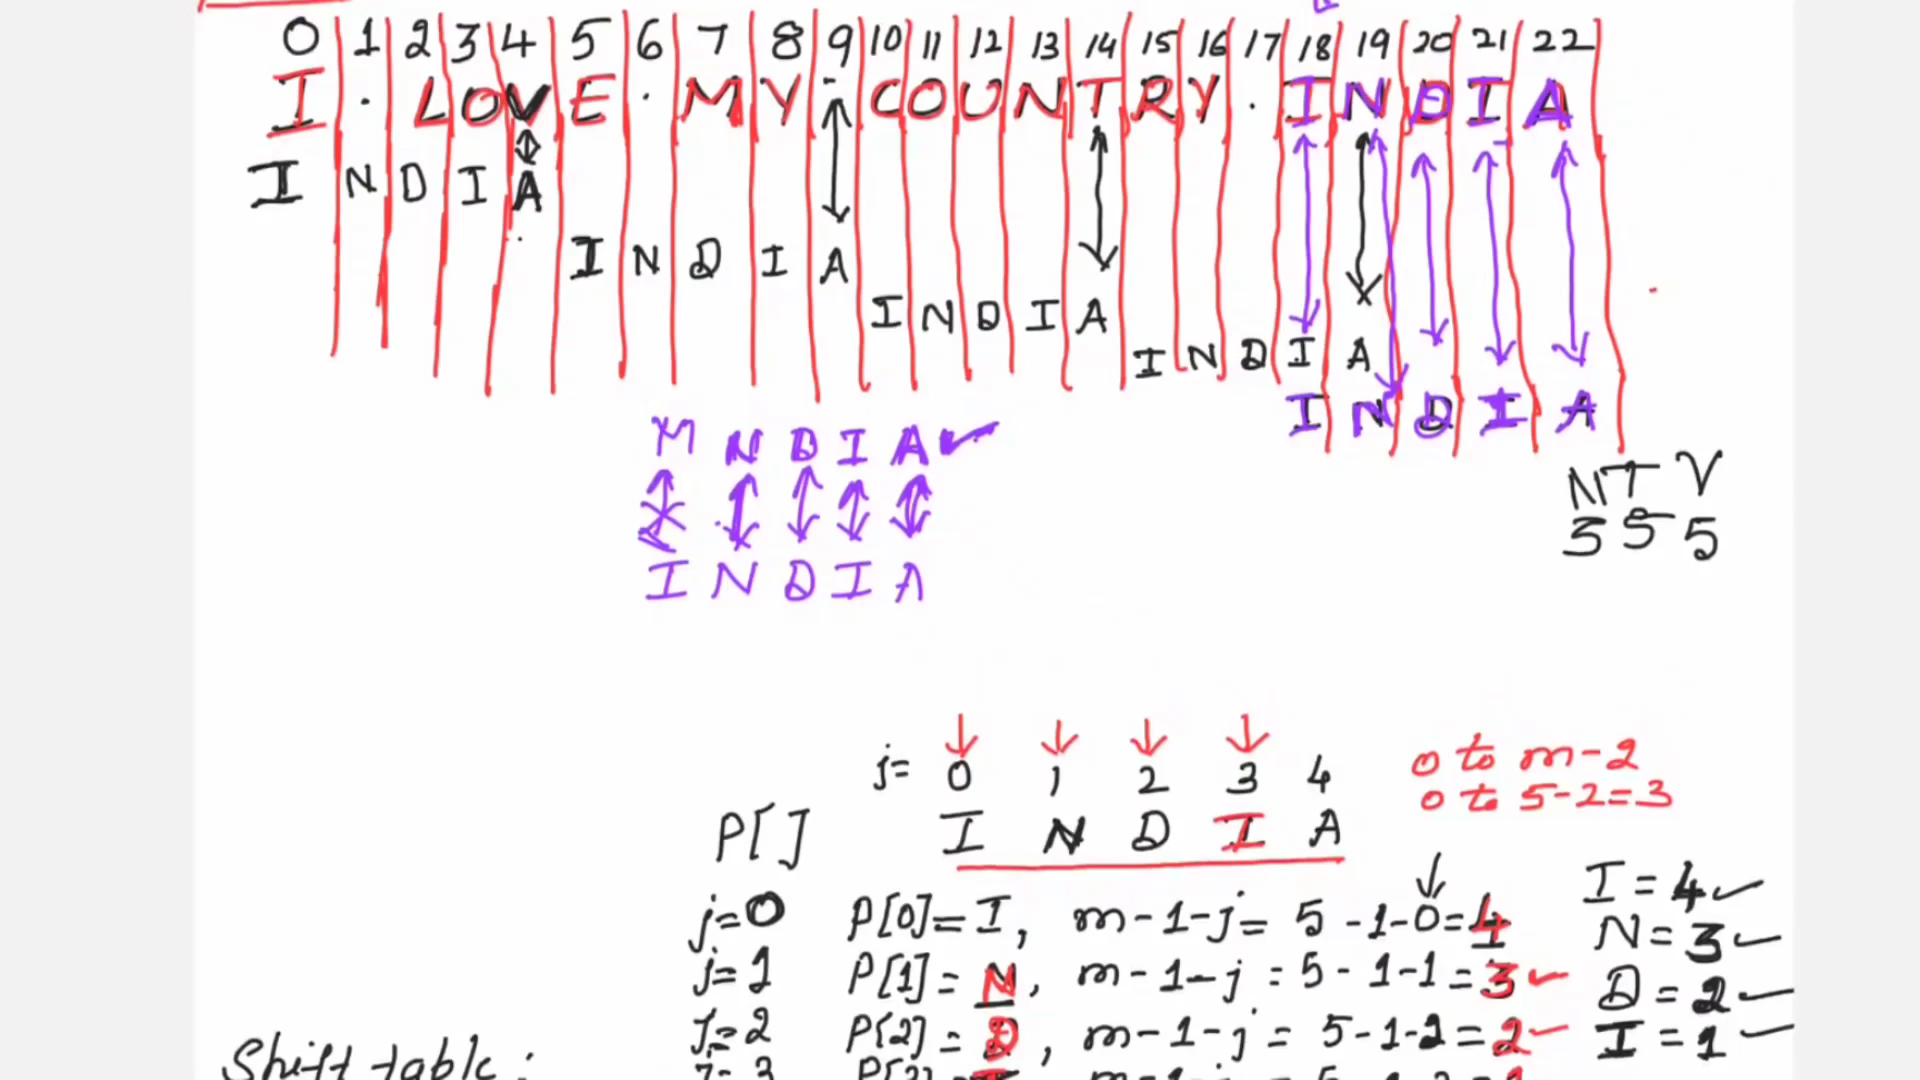 0 1 2 3 4 5 6 7 8 9 10 11 12 13 14 15 16 17 18 19 20 21 22
I . L O V E . M Y . C O U N T R Y . I N D I A
I N D I A
I N D I A
I N D I A
I N D I A
I N D I A
M N D I A ✓
I N D I A
N T V
3 5 5
j= 0 1 2 3 4
0 to m-2
0 to 5-2=3
P[] I N D I A
j=0 P[0]=I, m-1-j= 5-1-0=4
I=4 ✓
N=3 ✓
j=1 P[1]=N, m-1-j=5-1-1=3 ✓
D=2 ✓
j=2 P[2]=D, m-1-j=5-1-2=2 ✓
I=1 ✓
Shift table: